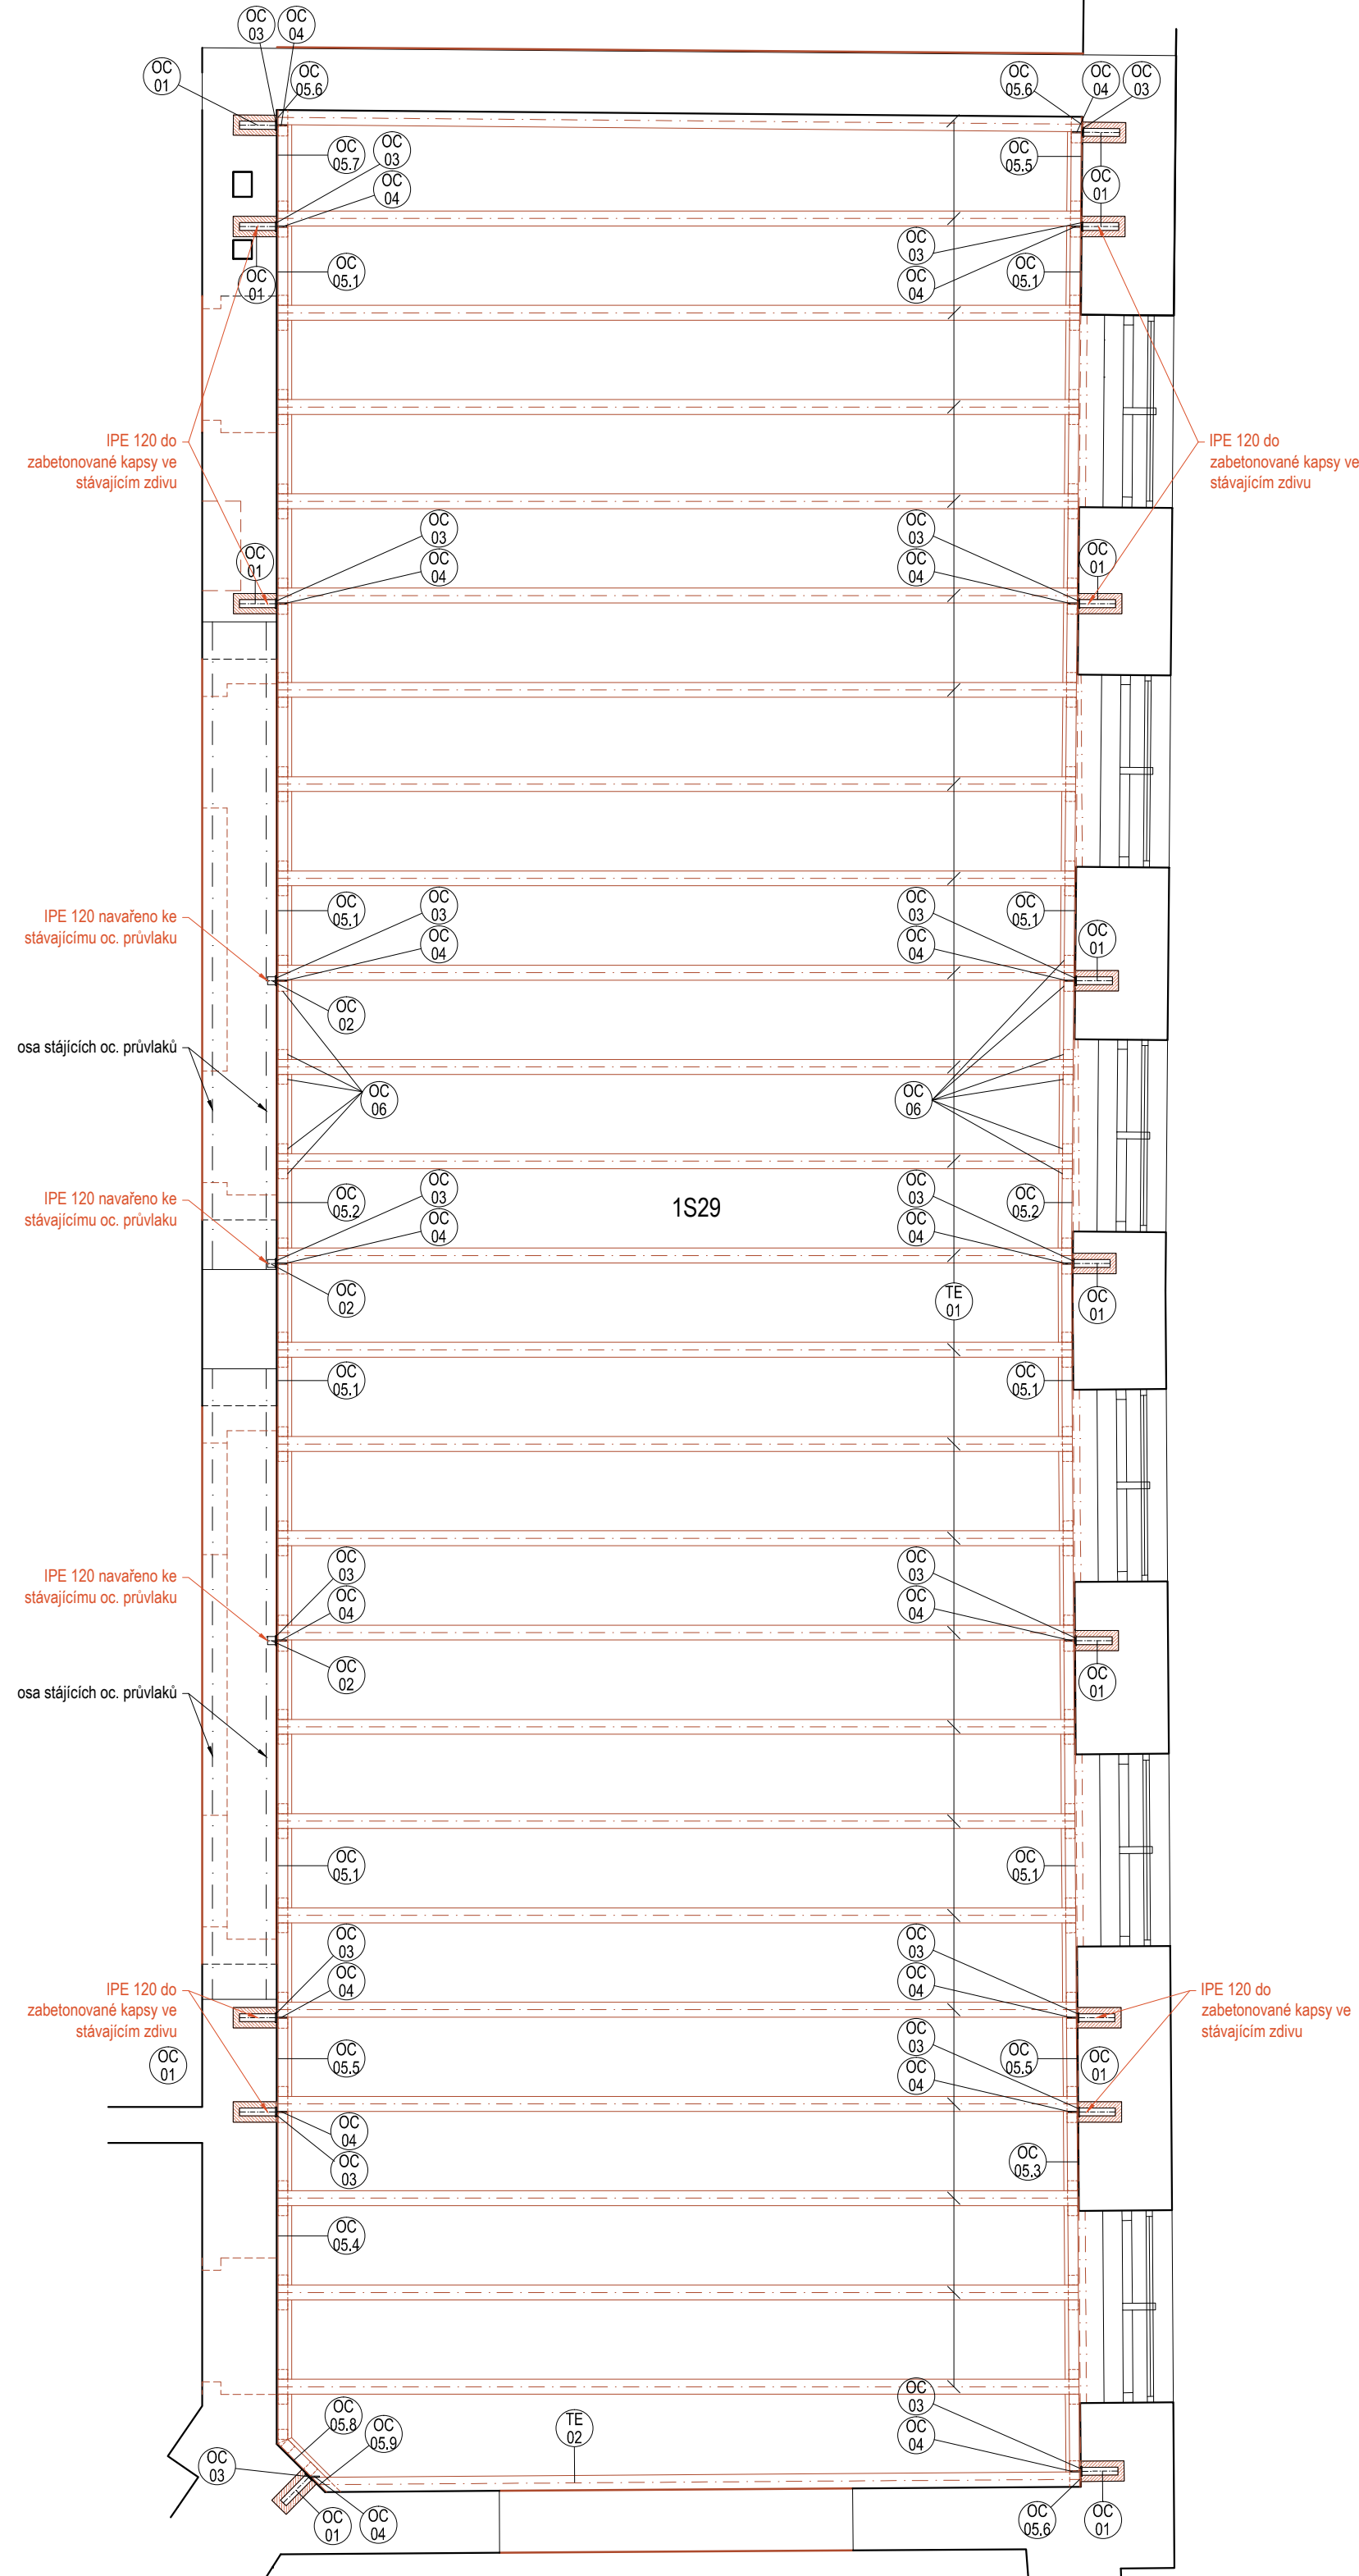 OC
03
OC
04
OC
01
OC
05.6
OC
05.6
OC
04
OC
03
OC
05.7
OC
03
OC
04
OC
05.5
OC
01
OC
03
OC
04
OC
01
OC
05.1
OC
05.1
IPE 120 do
zabetonované kapsy ve
stávajícím zdivu
IPE 120 do
zabetonované kapsy ve
stávajícím zdivu
OC
03
OC
04
OC
01
OC
03
OC
04
OC
01
OC
05.1
OC
03
OC
04
OC
03
OC
04
OC
05.1
OC
01
IPE 120 navařeno ke
stávajícímu oc. průvlaku
OC
02
osa stájících oc. průvlaků
OC
06
OC
06
IPE 120 navařeno ke
stávajícímu oc. průvlaku
OC
05.2
OC
03
OC
04
1S29
OC
03
OC
04
OC
05.2
OC
02
TE
01
OC
01
OC
05.1
OC
05.1
IPE 120 navařeno ke
stávajícímu oc. průvlaku
OC
03
OC
04
OC
03
OC
04
OC
02
OC
01
osa stájících oc. průvlaků
OC
05.1
OC
05.1
OC
03
OC
04
OC
03
OC
04
IPE 120 do
zabetonované kapsy ve
stávajícím zdivu
IPE 120 do
zabetonované kapsy ve
stávajícím zdivu
OC
01
OC
05.5
OC
03
OC
04
OC
05.5
OC
01
OC
04
OC
03
OC
05.3
OC
05.4
OC
03
OC
04
OC
05.8
OC
05.9
TE
02
OC
03
OC
01
OC
04
OC
05.6
OC
01